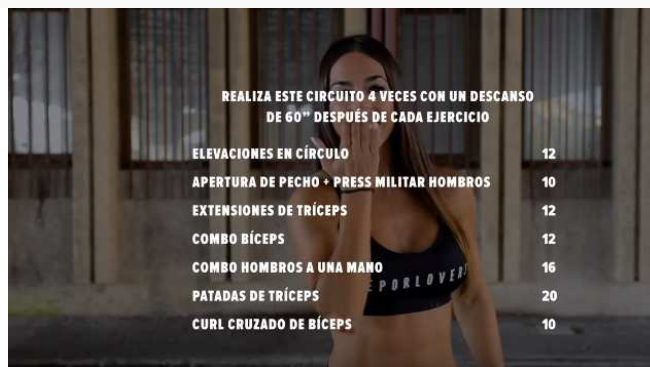 REALIZA ESTE CIRCUITO 4 VECES CON UN DESCANSO
DE 60" DESPUÉS DE CADA EJERCICIO
ELEVACIONES EN CÍRCULO 12
APERTURA DE PECHO + PRESS MILITAR HOMBROS 10
EXTENSIONES DE TRÍCEPS 12
COMBO BÍCEPS 12
COMBO HOMBROS A UNA MANO 16
PORLOVERS
PATADAS DE TRÍCEPS 20
CURL CRUZADO DE BÍCEPS 10